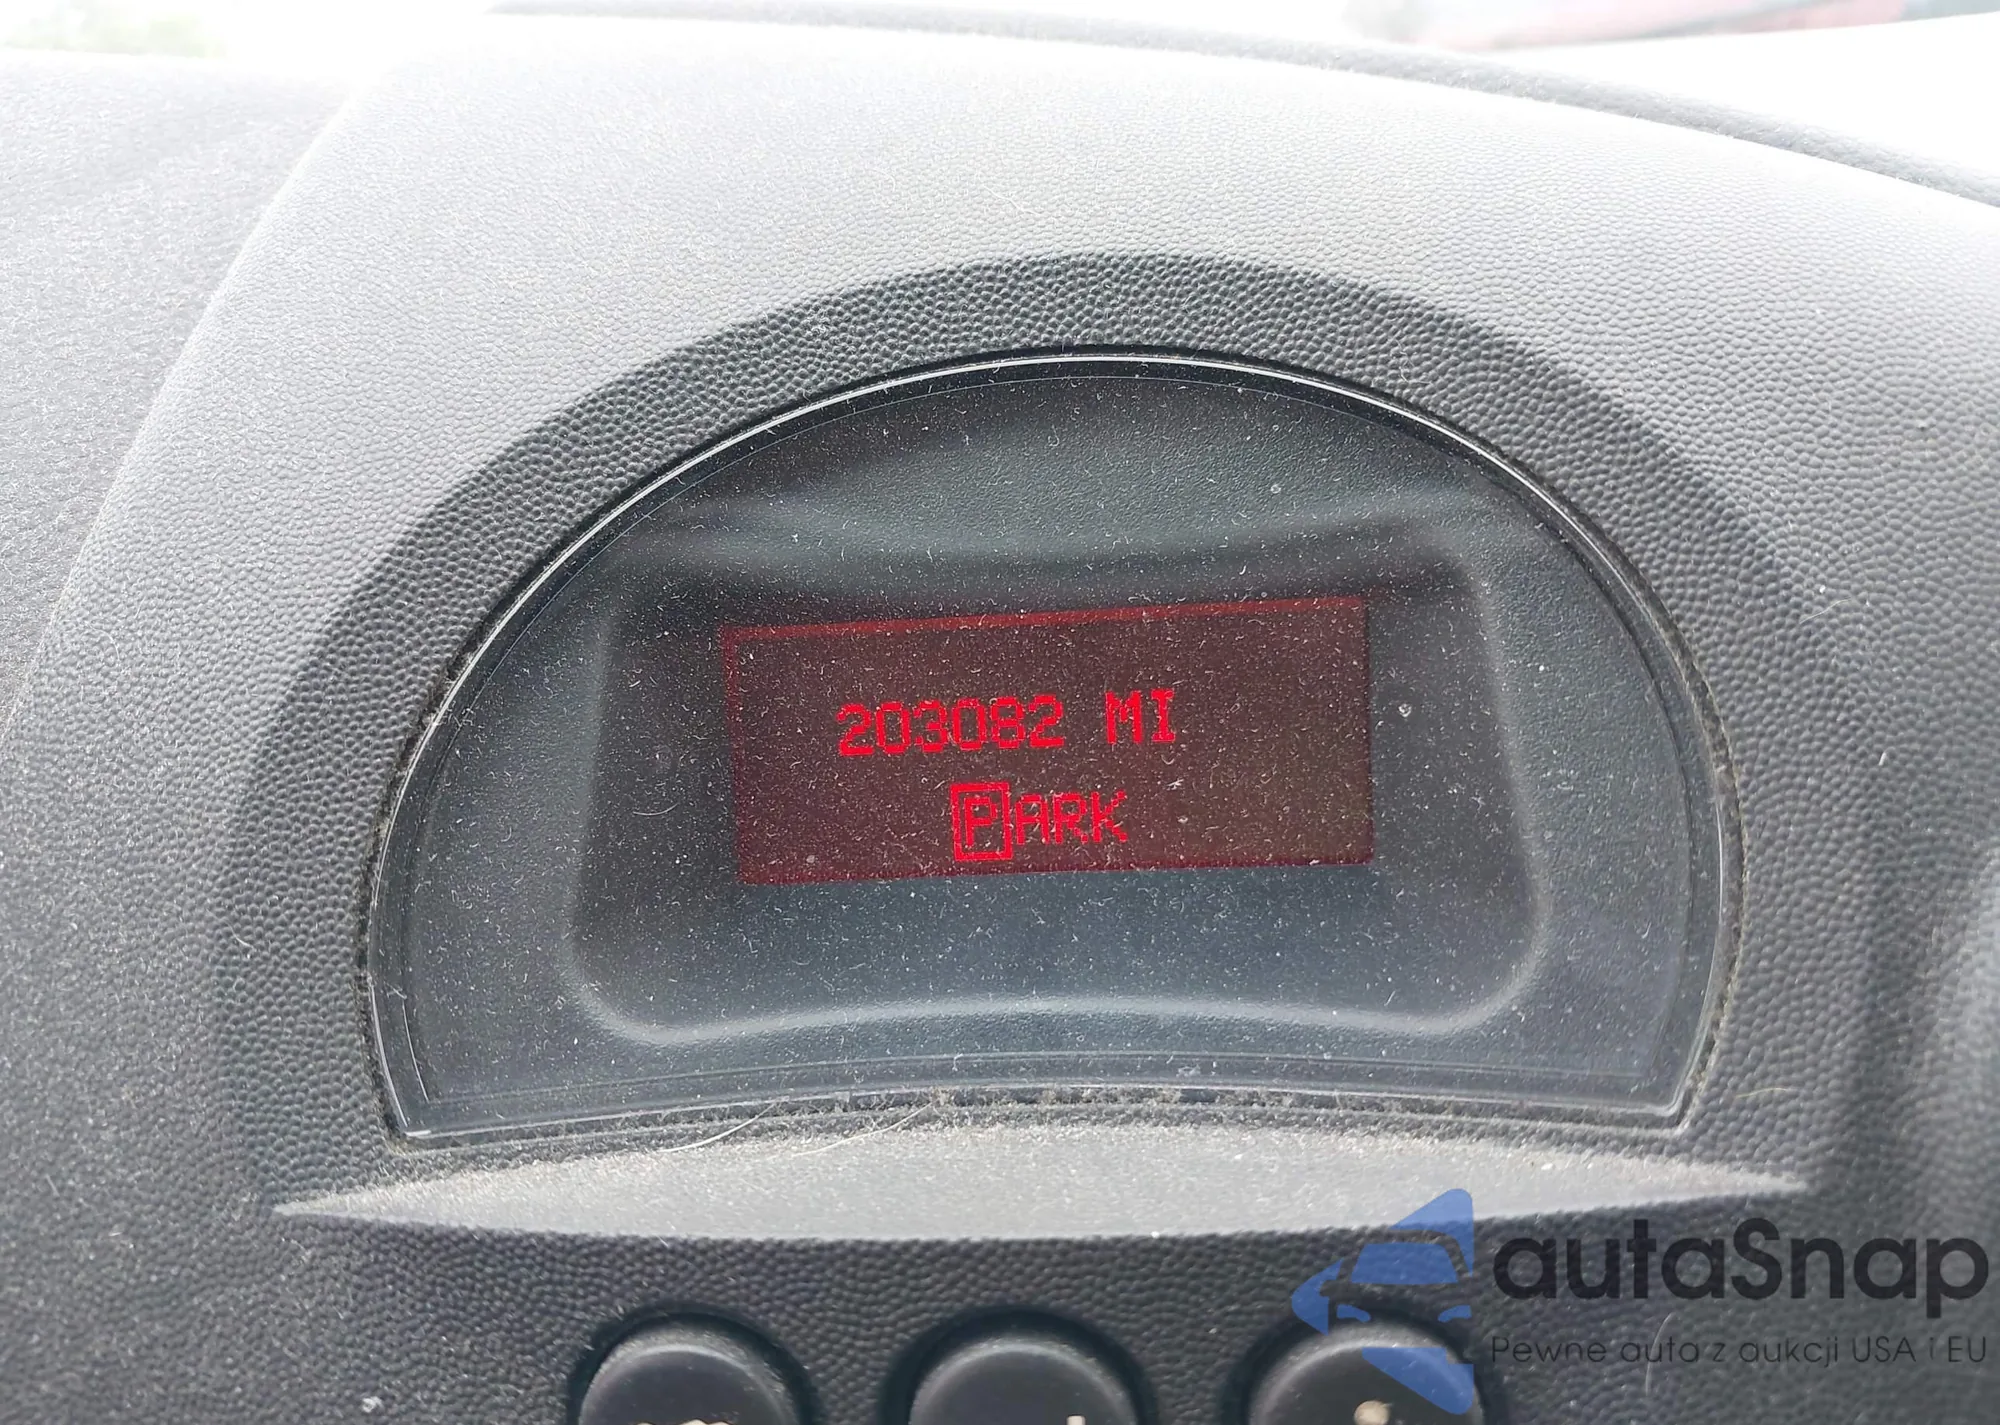 203082 MI
PARK
autaSnap
Pewne auta z aukcji USA i EU